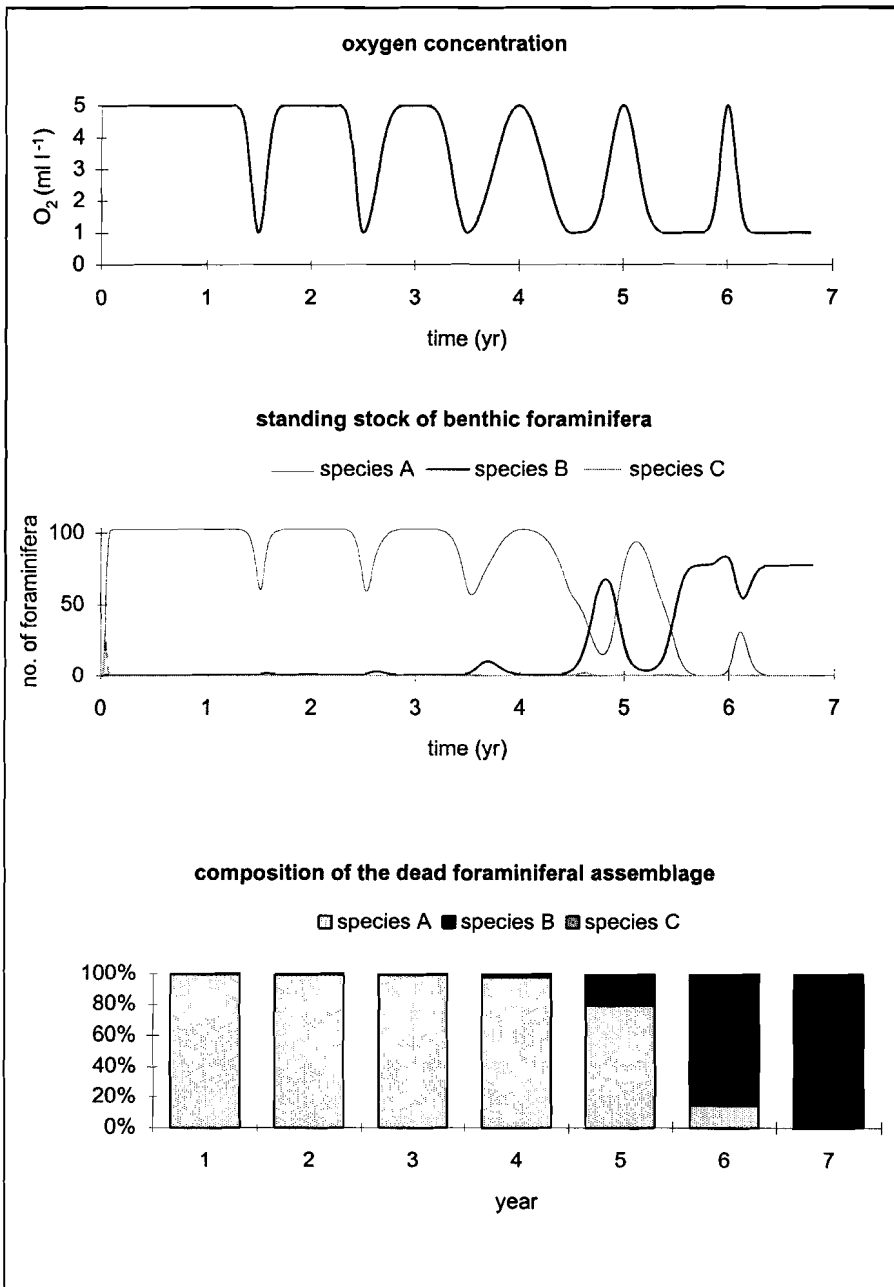 oxygen concentration
O₂ (ml l⁻¹)
5
4
3
2
1
0
0 1 2 3 4 5 6 7
time (yr)
standing stock of benthic foraminifera
species A species B species C
no. of foraminifera
100
50
0
0 1 2 3 4 5 6 7
time (yr)
composition of the dead foraminiferal assemblage
species A species B species C
100%
80%
60%
40%
20%
0%
1 2 3 4 5 6 7
year